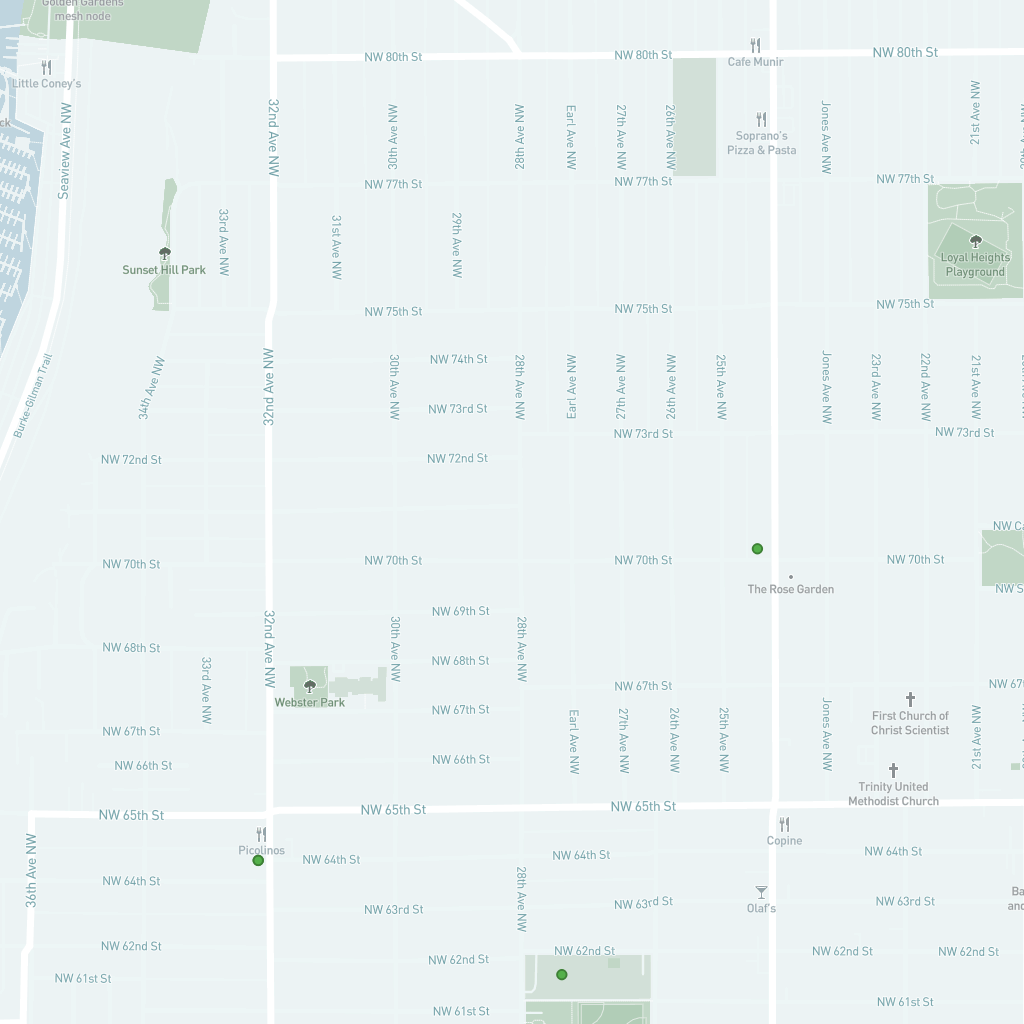 Golden Gardens
mesh node
NW 80th St
NW 80th St
Cafe Munir
NW 80th St
Little Coney's
ck
Seaview Ave NW
32nd Ave NW
30th Ave NW
28th Ave NW
Earl Ave NW
27th Ave NW
26th Ave NW
Soprano's
Pizza & Pasta
Jones Ave NW
21st Ave NW
NW 77th St
NW 77th St
NW 77th St
33rd Ave NW
31st Ave NW
29th Ave NW
Sunset Hill Park
Loyal Heights
Playground
NW 75th St
NW 75th St
NW 75th St
Burke-Gilman Trail
34th Ave NW
32nd Ave NW
30th Ave NW
NW 74th St
28th Ave NW
Earl Ave NW
27th Ave NW
26th Ave NW
25th Ave NW
Jones Ave NW
23rd Ave NW
22nd Ave NW
21st Ave NW
NW 73rd St
NW 73rd St
NW 73rd St
NW 72nd St
NW 72nd St
NW Ca
NW 70th St
NW 70th St
NW 70th St
NW 70th St
The Rose Garden
NW S
NW 69th St
32nd Ave NW
30th Ave NW
28th Ave NW
NW 68th St
NW 68th St
33rd Ave NW
Webster Park
NW 67th St
NW 67
NW 67th St
NW 67th St
Earl Ave NW
27th Ave NW
26th Ave NW
25th Ave NW
Jones Ave NW
First Church of
Christ Scientist
21st Ave NW
NW 66th St
NW 66th St
Trinity United
Methodist Church
NW 65th St
NW 65th St
NW 65th St
Picolinos
Copine
36th Ave NW
NW 64th St
NW 64th St
NW 64th St
NW 64th St
28th Ave NW
NW 63rd St
NW 63rd St
Olaf's
NW 63rd St
Ba
and
NW 62nd St
NW 62nd St
NW 62nd St
NW 62nd St
NW 62nd St
NW 61st St
NW 61st St
NW 61st St